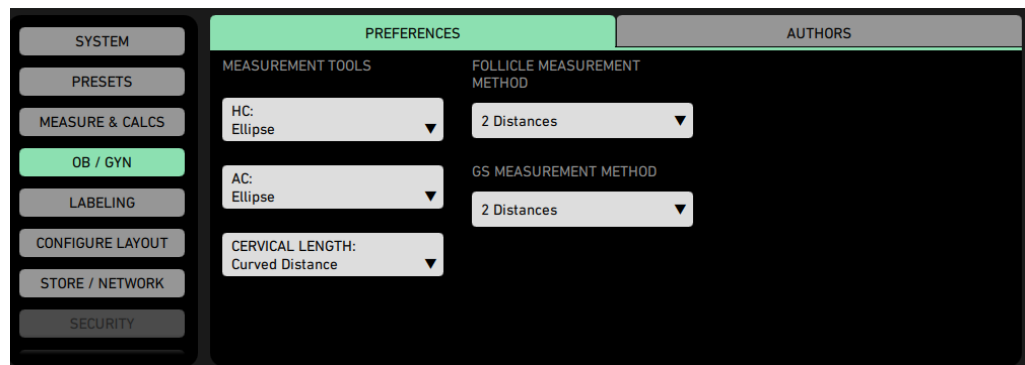 SYSTEM
PRESETS
MEASURE & CALCS
OB / GYN
LABELING
CONFIGURE LAYOUT
STORE / NETWORK
SECURITY
PREFERENCES
AUTHORS
MEASUREMENT TOOLS
HC:
Ellipse
AC:
Ellipse
CERVICAL LENGTH:
Curved Distance
FOLLICLE MEASUREMENT
METHOD
2 Distances
GS MEASUREMENT METHOD
2 Distances